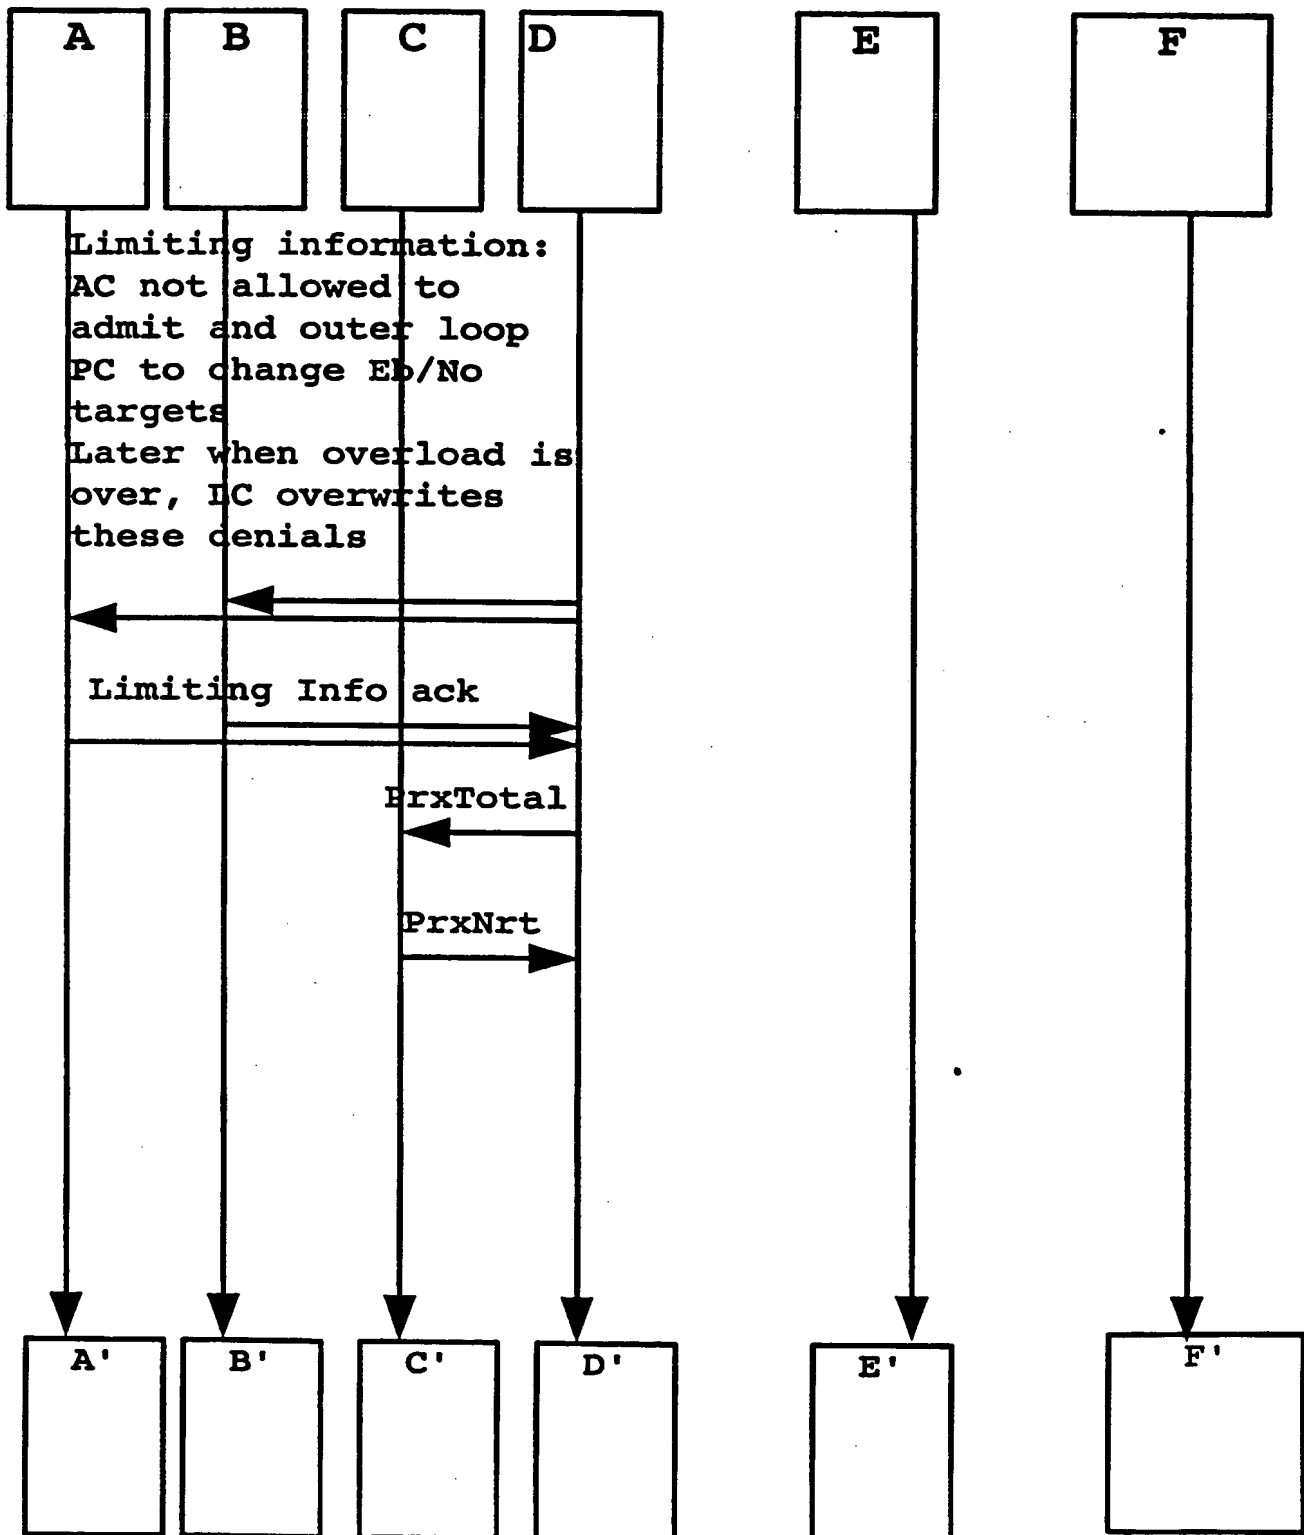 A B C D E F
Limiting information:
AC not allowed to
admit and outer loop
PC to change Eb/No
targets
Later when overload is
over, LC overwrites
these denials
Limiting Info ack
PrxTotal
PrxNrt
A' B' C' D' E' F'